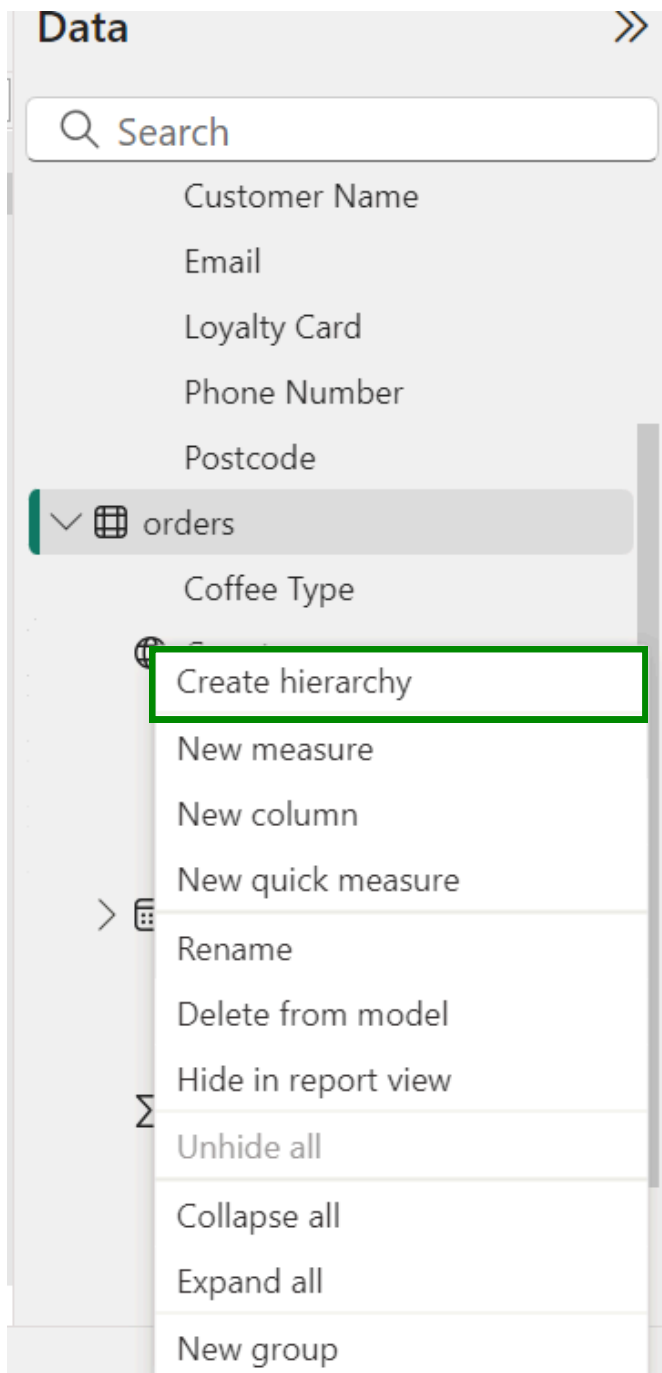 Data
Search
Customer Name
Email
Loyalty Card
Phone Number
Postcode
orders
Coffee Type
Create hierarchy
New measure
New column
New quick measure
Rename
Delete from model
Hide in report view
Unhide all
Collapse all
Expand all
New group